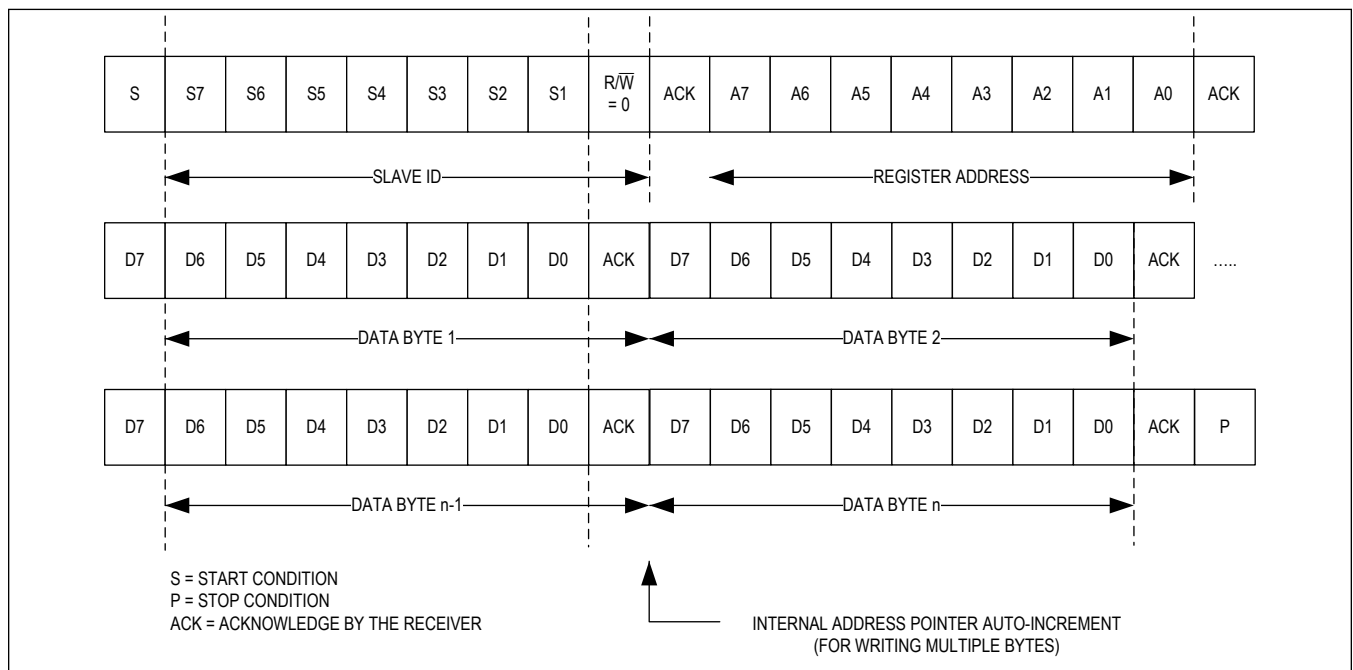 S S7 S6 S5 S4 S3 S2 S1 R/W̅ = 0 ACK A7 A6 A5 A4 A3 A2 A1 A0 ACK
SLAVE ID REGISTER ADDRESS
D7 D6 D5 D4 D3 D2 D1 D0 ACK D7 D6 D5 D4 D3 D2 D1 D0 ACK .....
DATA BYTE 1 DATA BYTE 2
D7 D6 D5 D4 D3 D2 D1 D0 ACK D7 D6 D5 D4 D3 D2 D1 D0 ACK P
DATA BYTE n-1 DATA BYTE n
S = START CONDITION
P = STOP CONDITION
ACK = ACKNOWLEDGE BY THE RECEIVER
INTERNAL ADDRESS POINTER AUTO-INCREMENT
(FOR WRITING MULTIPLE BYTES)